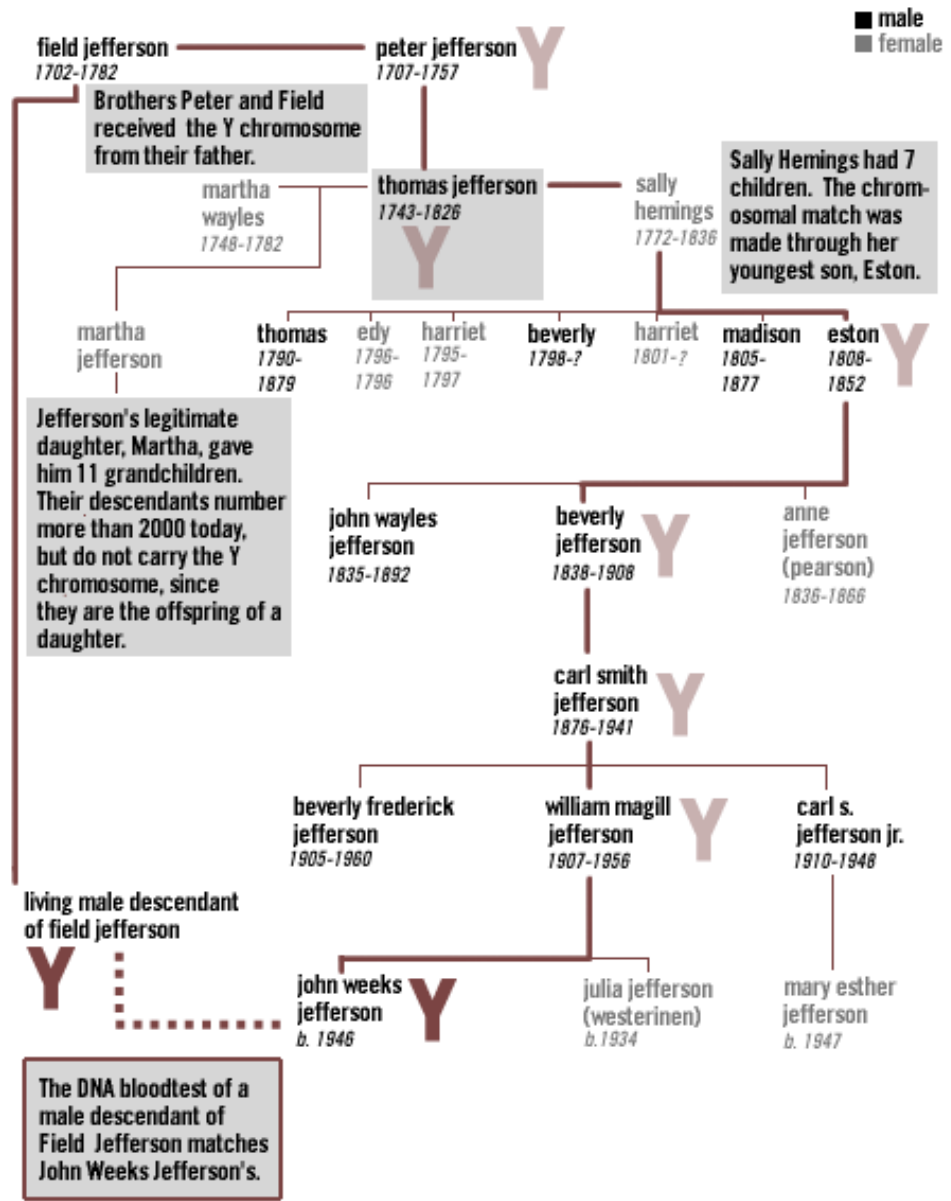 male
female
field jefferson
1702-1782
peter jefferson
1707-1757
Y
Brothers Peter and Field
received the Y chromosome
from their father.
martha
wayles
1748-1782
thomas jefferson
1743-1826
Y
sally
hemings
1772-1836
Sally Hemings had 7
children. The chrom-
osomal match was
made through her
youngest son, Eston.
martha
jefferson
thomas
1790-
1879
edy
1796-
1796
harriet
1795-
1797
beverly
1798-?
harriet
1801-?
madison
1805-
1877
eston
1808-
1852
Y
Jefferson's legitimate
daughter, Martha, gave
him 11 grandchildren.
Their descendants number
more than 2000 today,
but do not carry the Y
chromosome, since
they are the offspring of a
daughter.
john wayles
jefferson
1835-1892
beverly
jefferson
1838-1908
Y
anne
jefferson
(pearson)
1836-1866
carl smith
jefferson
1876-1941
Y
beverly frederick
jefferson
1905-1960
william magill
jefferson
1907-1956
Y
carl s.
jefferson jr.
1910-1948
living male descendant
of field jefferson
Y
john weeks
jefferson
b. 1946
Y
julia jefferson
(westerinen)
b.1934
mary esther
jefferson
b. 1947
The DNA bloodtest of a
male descendant of
Field Jefferson matches
John Weeks Jefferson's.